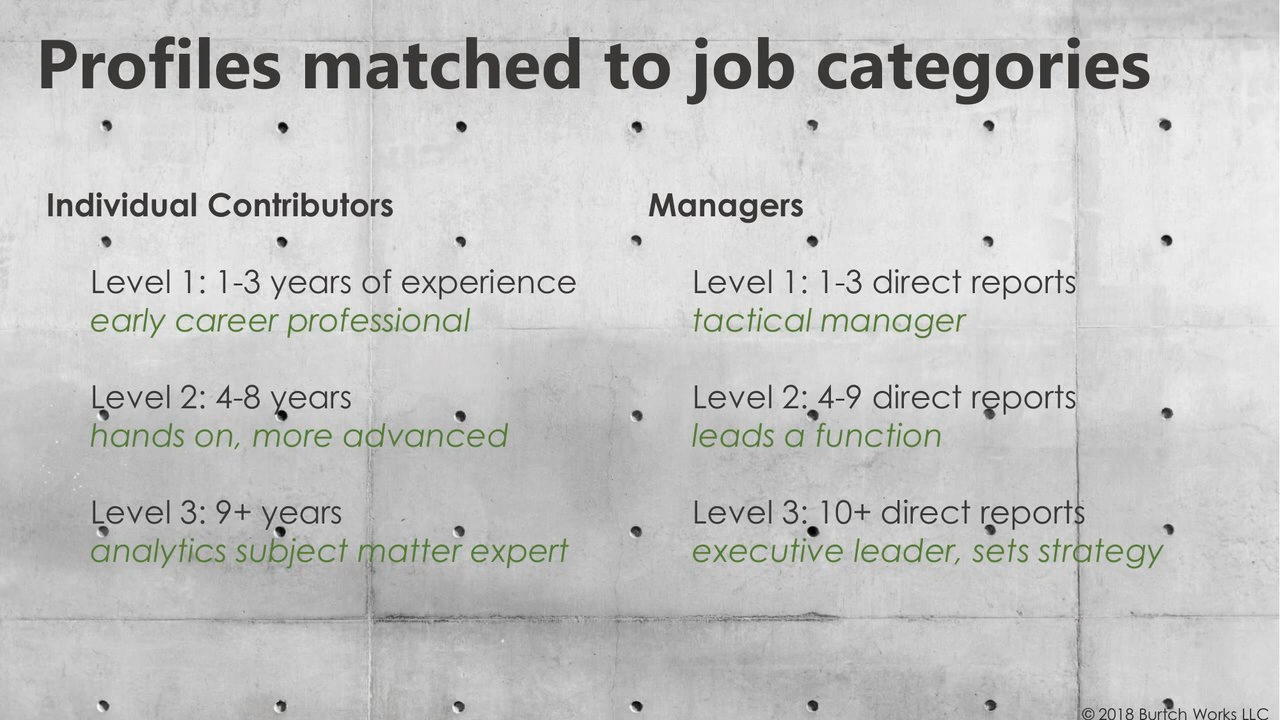 Profiles matched to job categories
Individual Contributors
Level 1: 1-3 years of experience
early career professional
Level 2: 4-8 years
hands on, more advanced
Level 3: 9+ years
analytics subject matter expert
Managers
Level 1: 1-3 direct reports
tactical manager
Level 2: 4-9 direct reports
leads a function
Level 3: 10+ direct reports
executive leader, sets strategy
© 2018 Burtch Works LLC